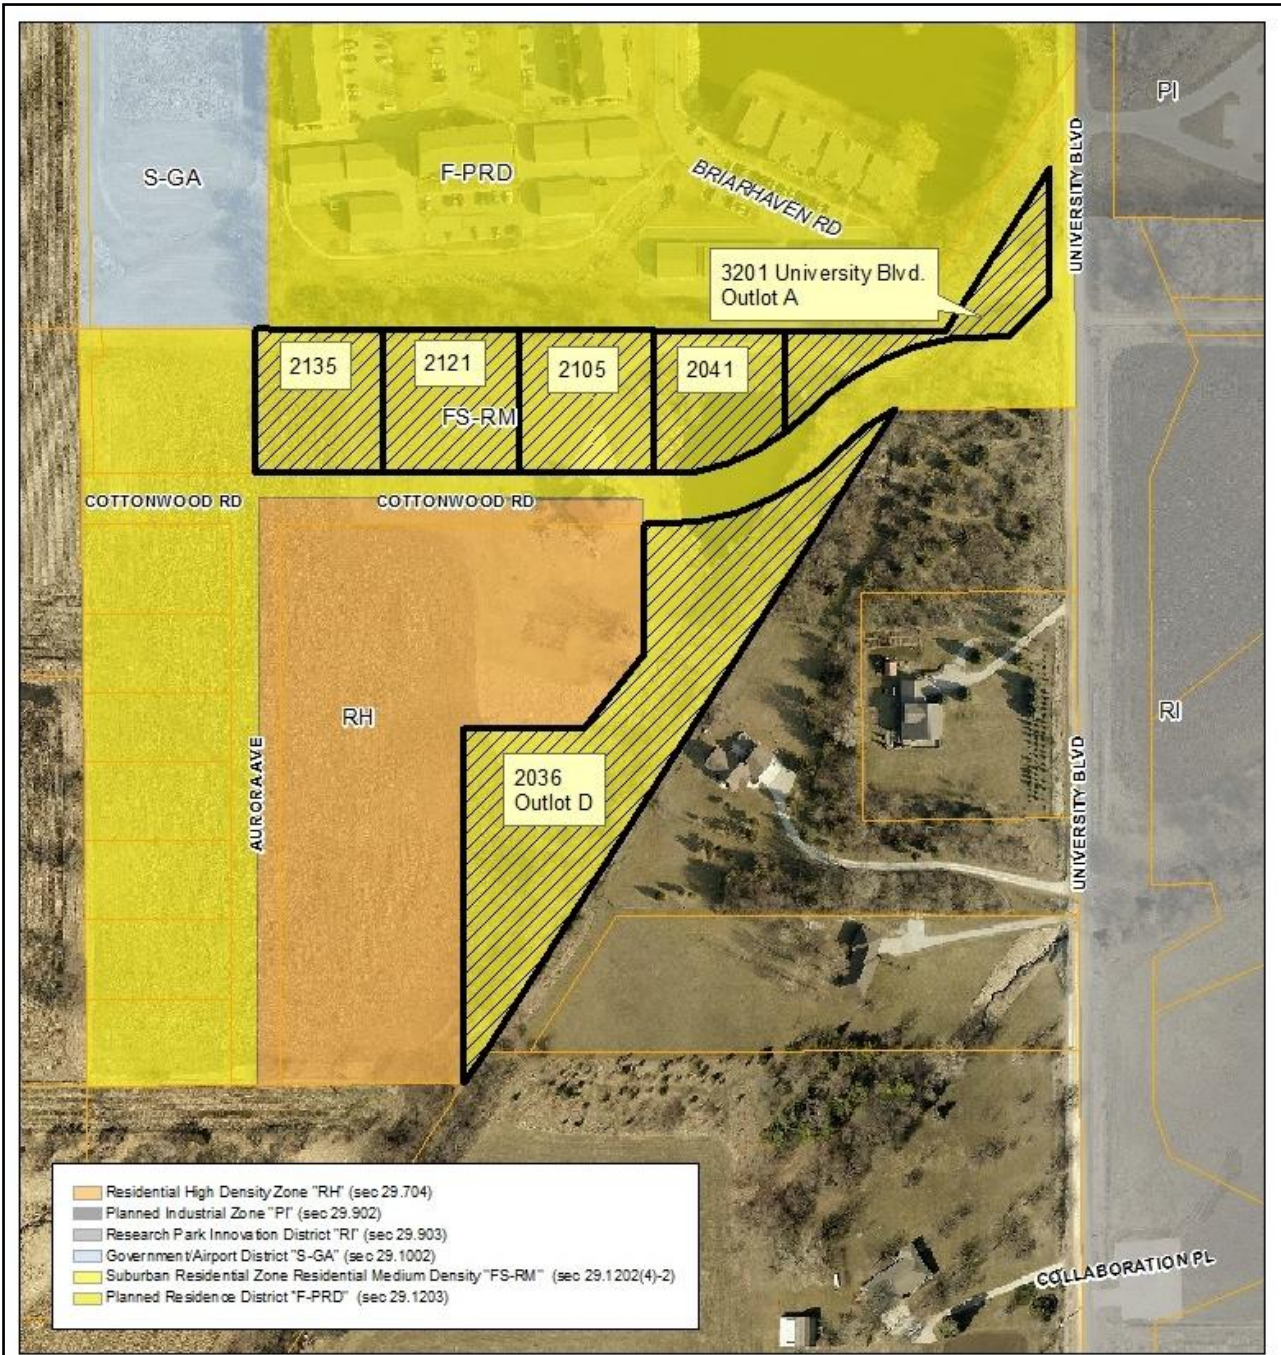 PI
S-GA
F-PRD
BRIARHAVEN RD
UNIVERSITY BLVD
3201 University Blvd.
Outlot A
2135
2121
2105
2041
FS-RM
COTTONWOOD RD
COTTONWOOD RD
RH
RI
AURORA AVE
UNIVERSITY BLVD
2036
Outlot D
Residential High Density Zone "RH" (sec 29.704)
Planned Industrial Zone "PI" (sec 29.902)
Research Park Innovation District "RI" (sec 29.903)
Government/Airport District "S-GA" (sec 29.1002)
Suburban Residential Zone Residential Medium Density "FS-RM" (sec 29.1202(4)-2)
Planned Residence District "F-PRD" (sec 29.1203)
COLLABORATION PL